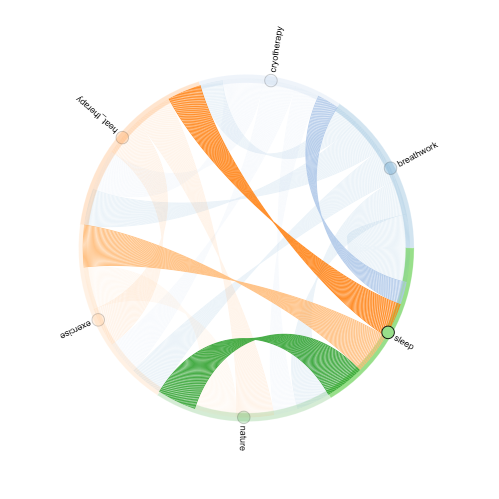 cryotherapy
heat_therapy
breathwork
exercise
sleep
nature